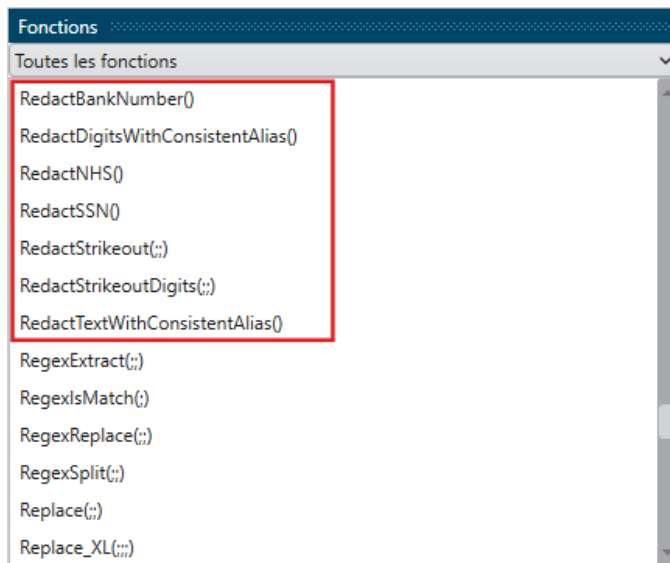 Fonctions
Toutes les fonctions
RedactBankNumber()
RedactDigitsWithConsistentAlias()
RedactNHS()
RedactSSN()
RedactStrikeout(;;)
RedactStrikeoutDigits(;;)
RedactTextWithConsistentAlias()
RegexExtract(;;)
RegexIsMatch(;)
RegexReplace(;;)
RegexSplit(;;)
Replace(;;)
Replace_XL(;;;)